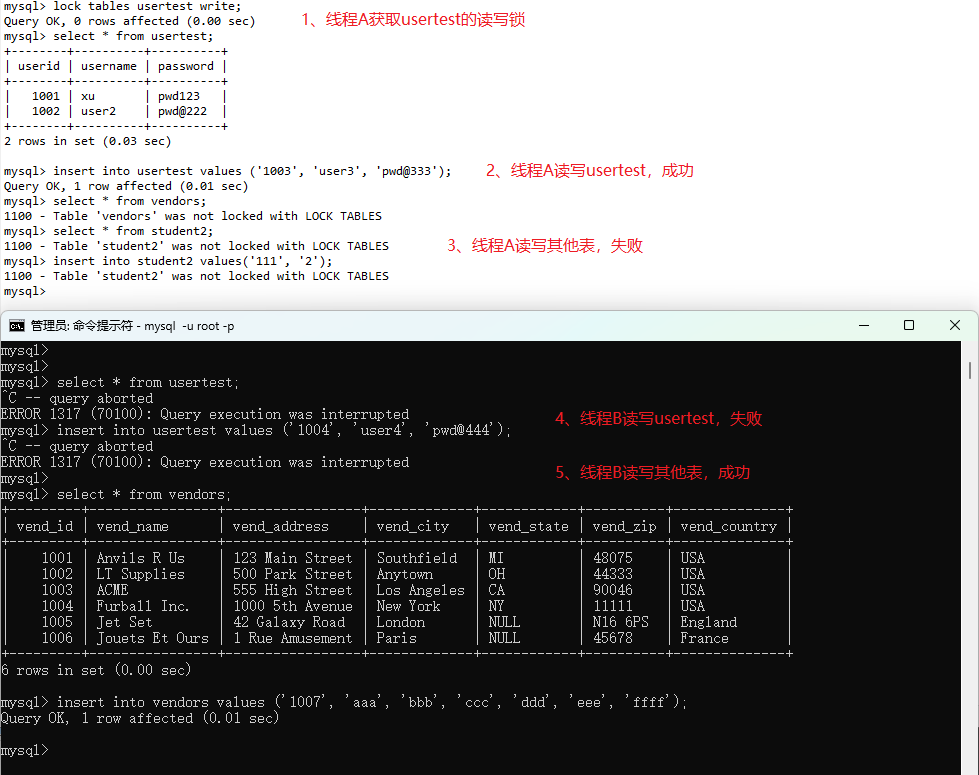 mysql> lock tables usertest write;
Query OK, 0 rows affected (0.00 sec)
1、线程A获取usertest的读写锁
mysql> select * from usertest;
+--------+----------+----------+
| userid | username | password |
+--------+----------+----------+
|   1001 | xu       | pwd123   |
|   1002 | user2    | pwd@222  |
+--------+----------+----------+
2 rows in set (0.03 sec)
mysql> insert into usertest values ('1003', 'user3', 'pwd@333');
2、线程A读写usertest，成功
Query OK, 1 row affected (0.01 sec)
mysql> select * from vendors;
1100 - Table 'vendors' was not locked with LOCK TABLES
mysql> select * from student2;
1100 - Table 'student2' was not locked with LOCK TABLES
3、线程A读写其他表，失败
mysql> insert into student2 values('111', '2');
1100 - Table 'student2' was not locked with LOCK TABLES
mysql>
管理员: 命令提示符 - mysql  -u root -p
mysql>
mysql>
mysql> select * from usertest;
^C -- query aborted
ERROR 1317 (70100): Query execution was interrupted
4、线程B读写usertest，失败
mysql> insert into usertest values ('1004', 'user4', 'pwd@444');
^C -- query aborted
ERROR 1317 (70100): Query execution was interrupted
5、线程B读写其他表，成功
mysql>
mysql> select * from vendors;
+---------+----------------+-----------------+-------------+------------+----------+--------------+
| vend_id | vend_name      | vend_address    | vend_city   | vend_state | vend_zip | vend_country |
+---------+----------------+-----------------+-------------+------------+----------+--------------+
|    1001 | Anvils R Us    | 123 Main Street | Southfield  | MI         | 48075    | USA          |
|    1002 | LT Supplies    | 500 Park Street | Anytown     | OH         | 44333    | USA          |
|    1003 | ACME           | 555 High Street | Los Angeles | CA         | 90046    | USA          |
|    1004 | Furball Inc.   | 1000 5th Avenue | New York    | NY         | 11111    | USA          |
|    1005 | Jet Set        | 42 Galaxy Road  | London      | NULL       | N16 6PS  | England      |
|    1006 | Jouets Et Ours | 1 Rue Amusement | Paris       | NULL       | 45678    | France       |
+---------+----------------+-----------------+-------------+------------+----------+--------------+
6 rows in set (0.00 sec)
mysql> insert into vendors values ('1007', 'aaa', 'bbb', 'ccc', 'ddd', 'eee', 'ffff');
Query OK, 1 row affected (0.01 sec)
mysql>